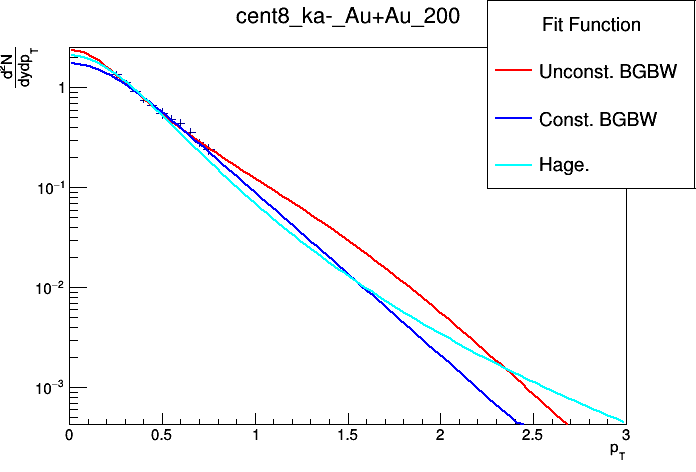 cent8_ka-_Au+Au_200
Fit Function
Unconst. BGBW
Const. BGBW
Hage.
d²N
dydp_T
1
10⁻¹
10⁻²
10⁻³
0 0.5 1 1.5 2 2.5 3
p_T